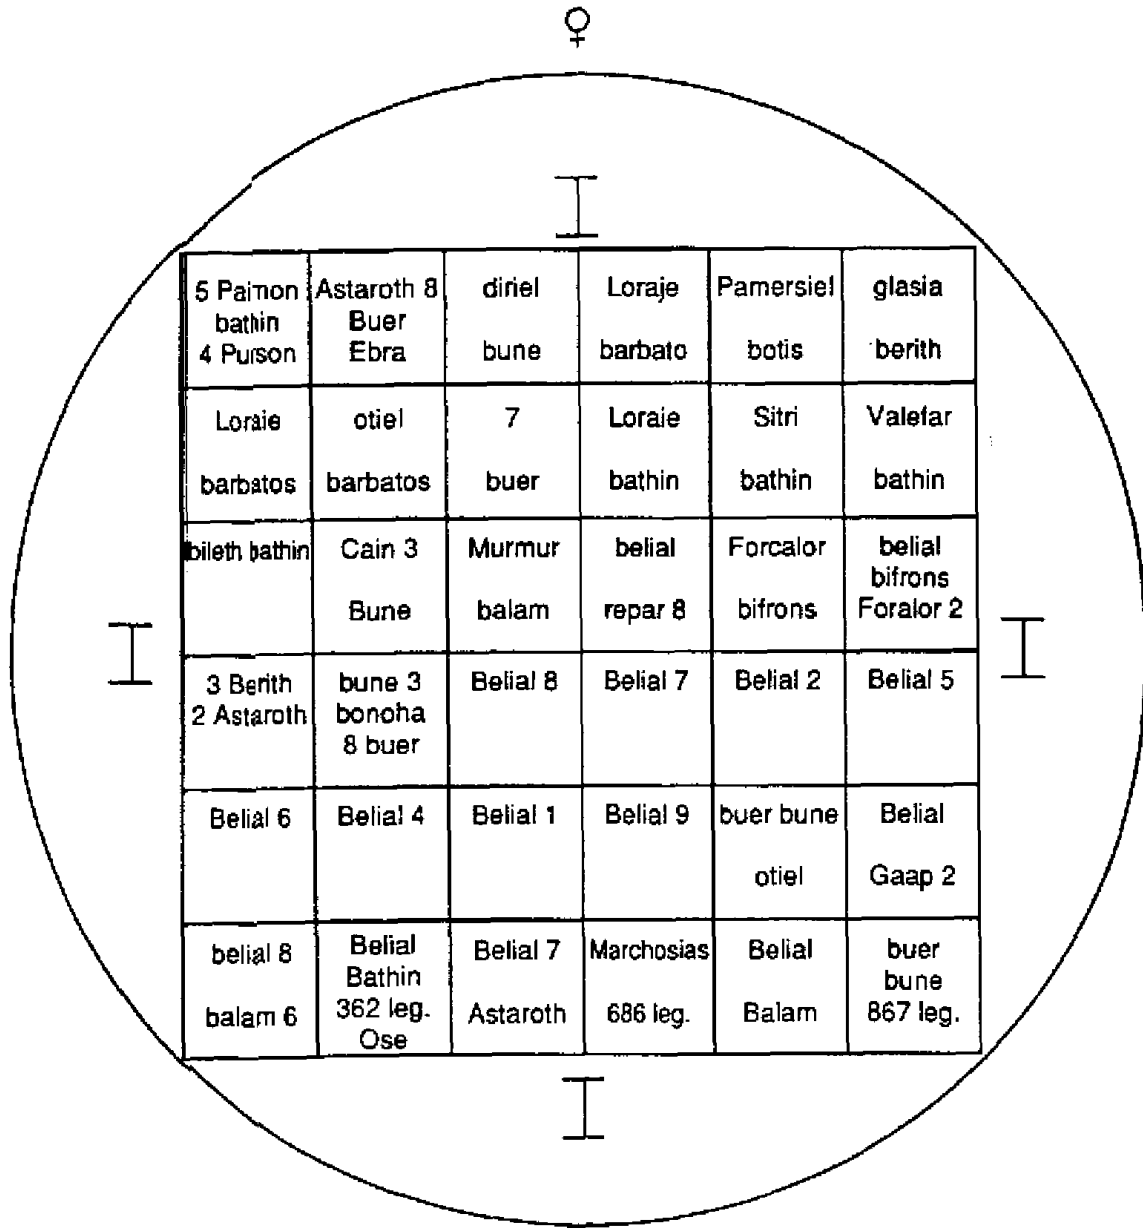 ♀
I
5 Paimon
bathin
4 Purson
Astaroth 8
Buer
Ebra
diriel
bune
Loraje
barbato
Pamersiel
botis
glasia
berith
Loraie
barbatos
otiel
barbatos
7
buer
Loraie
bathin
Sitri
bathin
Valefar
bathin
bileth bathin
Cain 3
Bune
Murmur
balam
belial
repar 8
Forcalor
bifrons
belial
bifrons
Foralor 2
I
I
3 Berith
2 Astaroth
bune 3
bonoha
8 buer
Belial 8
Belial 7
Belial 2
Belial 5
Belial 6
Belial 4
Belial 1
Belial 9
buer bune
otiel
Belial
Gaap 2
belial 8
balam 6
Belial
Bathin
362 leg.
Ose
Belial 7
Astaroth
Marchosias
686 leg.
Belial
Balam
buer
bune
867 leg.
I